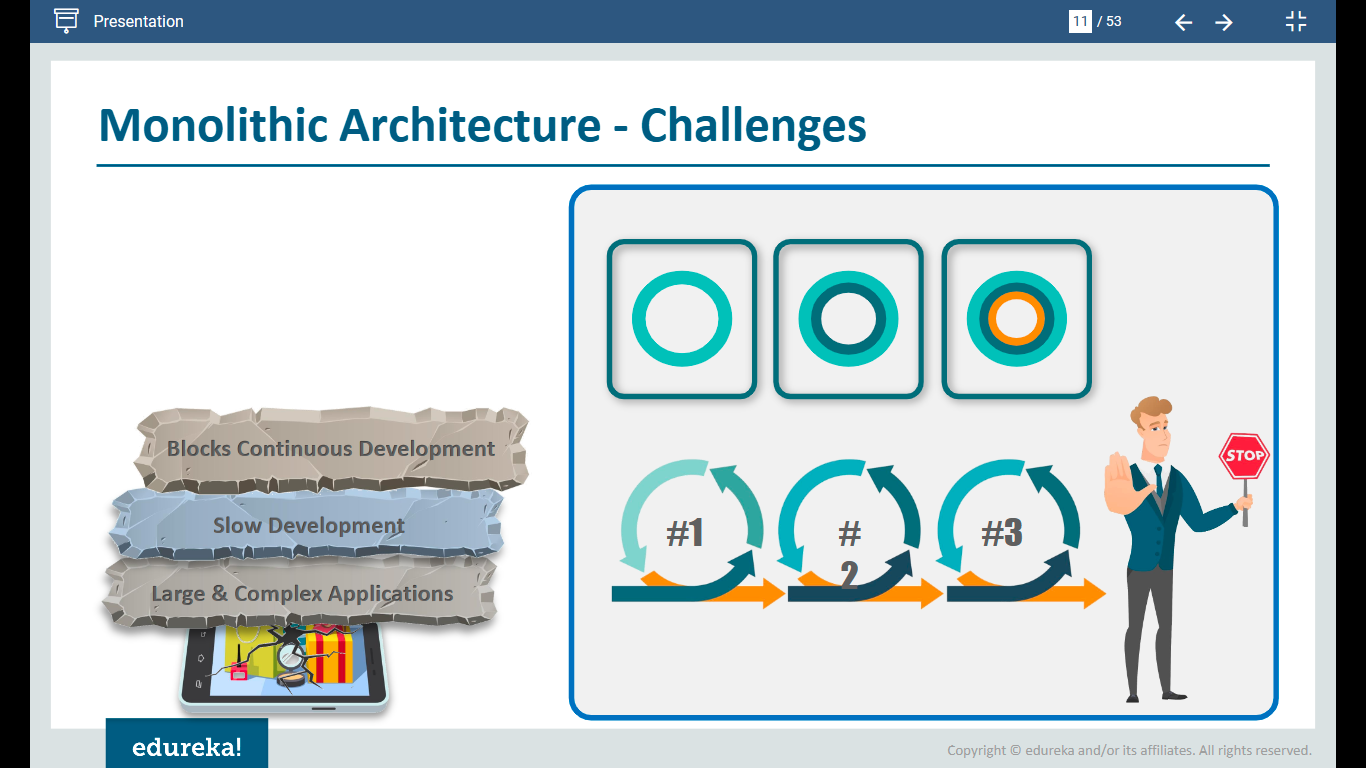 Presentation
11 / 53
Monolithic Architecture - Challenges
Blocks Continuous Development
Slow Development
Large & Complex Applications
#1
#
2
#3
STOP
edureka!
Copyright © edureka and/or its affiliates. All rights reserved.